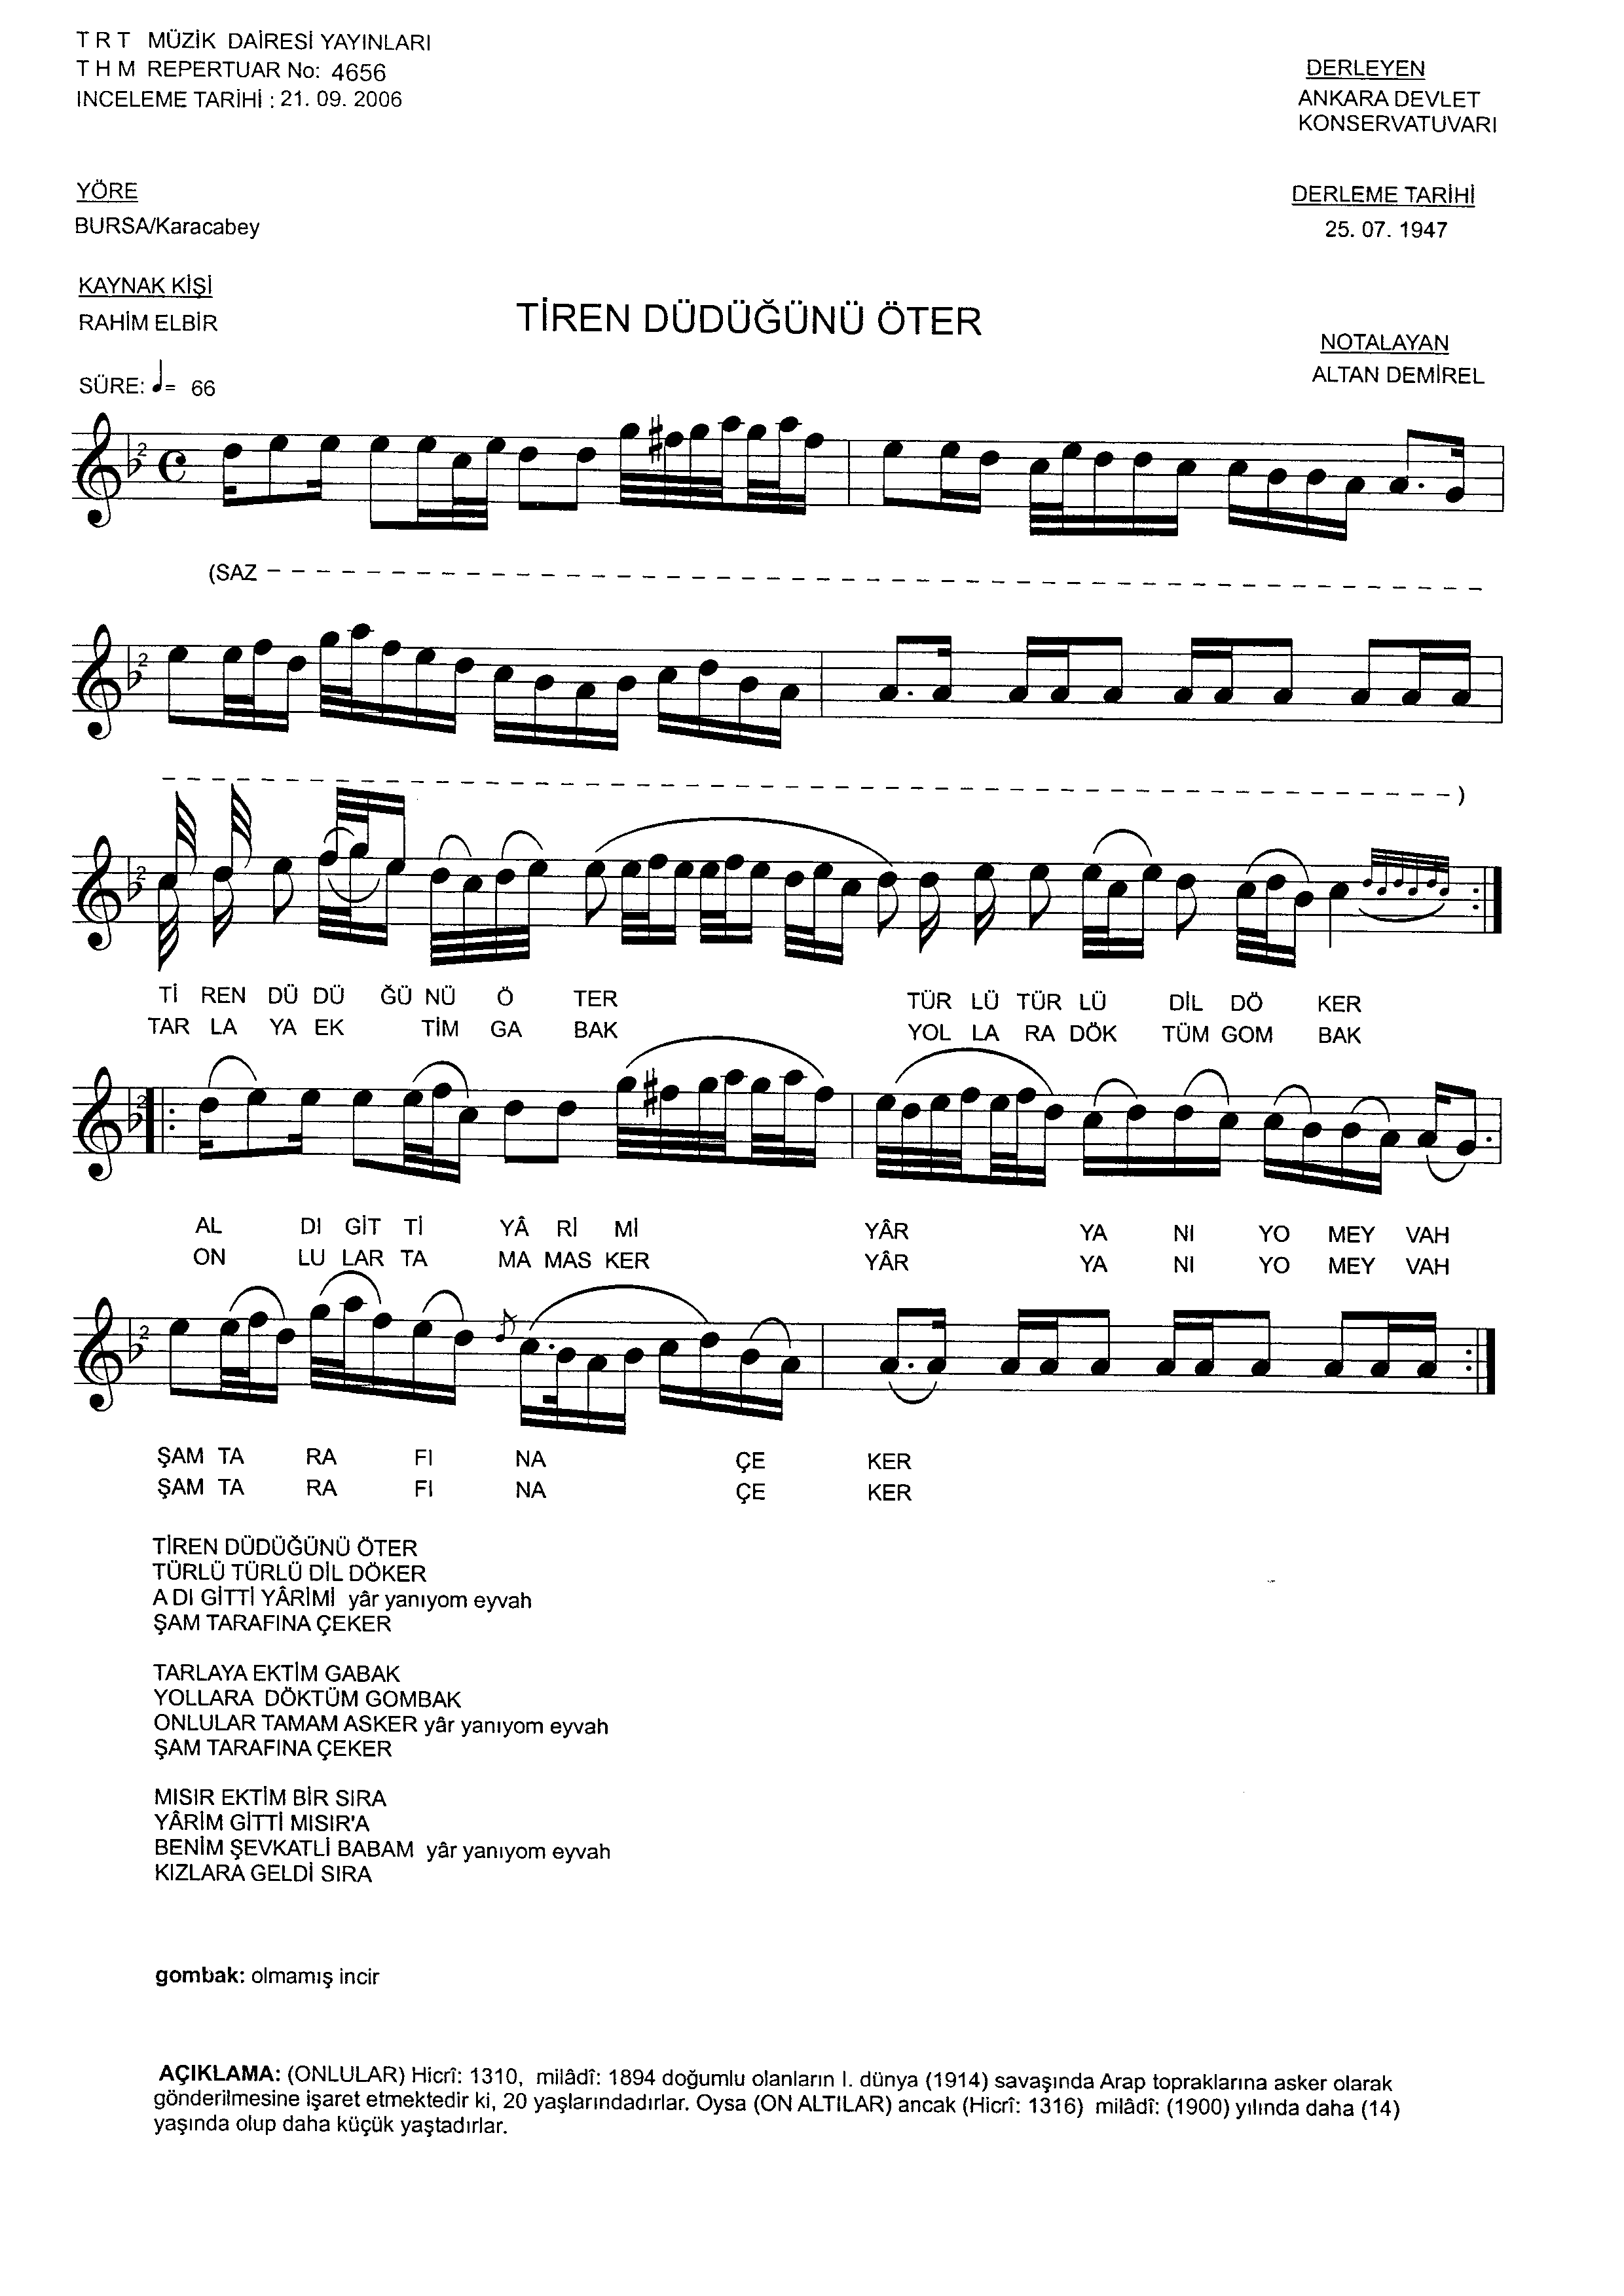 T R T MÜZİK DAİRESİ YAYINLARI
T H M REPERTUAR No: 4656
INCELEME TARİHİ : 21. 09. 2006
DERLEYEN
ANKARA DEVLET
KONSERVATUVARI
YÖRE
BURSA/Karacabey
DERLEME TARİHİ
25. 07. 1947
KAYNAK KİŞİ
RAHİM ELBİR
TİREN DÜDÜĞÜNÜ ÖTER
NOTALAYAN
ALTAN DEMİREL
SÜRE: ♩= 66
2
(SAZ - - - - - - - - - - - - - - - - - - - - - - - - - - - - - - - - - - - - - - - -
2
- - - - - - - - - - - - - - - - - - - - - - - - - - - - - - - - - - - - - - - - )
2
Tİ REN DÜ DÜ ĞÜ NÜ Ö TER TÜR LÜ TÜR LÜ DİL DÖ KER
TAR LA YA EK TİM GA BAK YOL LA RA DÖK TÜM GOM BAK
2
AL DI GİT Tİ YÂ Rİ Mİ YÂR YA NI YO MEY VAH
ON LU LAR TA MA MAS KER YÂR YA NI YO MEY VAH
2
ŞAM TA RA FI NA ÇE KER
ŞAM TA RA FI NA ÇE KER
TİREN DÜDÜĞÜNÜ ÖTER
TÜRLÜ TÜRLÜ DİL DÖKER
A DI GİTTİ YÂRİMİ yâr yanıyom eyvah
ŞAM TARAFINA ÇEKER
TARLAYA EKTİM GABAK
YOLLARA DÖKTÜM GOMBAK
ONLULAR TAMAM ASKER yâr yanıyom eyvah
ŞAM TARAFINA ÇEKER
MISIR EKTİM BİR SIRA
YÂRİM GİTTİ MISIR'A
BENİM ŞEVKATLİ BABAM yâr yanıyom eyvah
KIZLARA GELDİ SIRA
gombak: olmamış incir
AÇIKLAMA: (ONLULAR) Hicrî: 1310, milâdî: 1894 doğumlu olanların I. dünya (1914) savaşında Arap topraklarına asker olarak
gönderilmesine işaret etmektedir ki, 20 yaşlarındadırlar. Oysa (ON ALTILAR) ancak (Hicrî: 1316) milâdî: (1900) yılında daha (14)
yaşında olup daha küçük yaştadırlar.